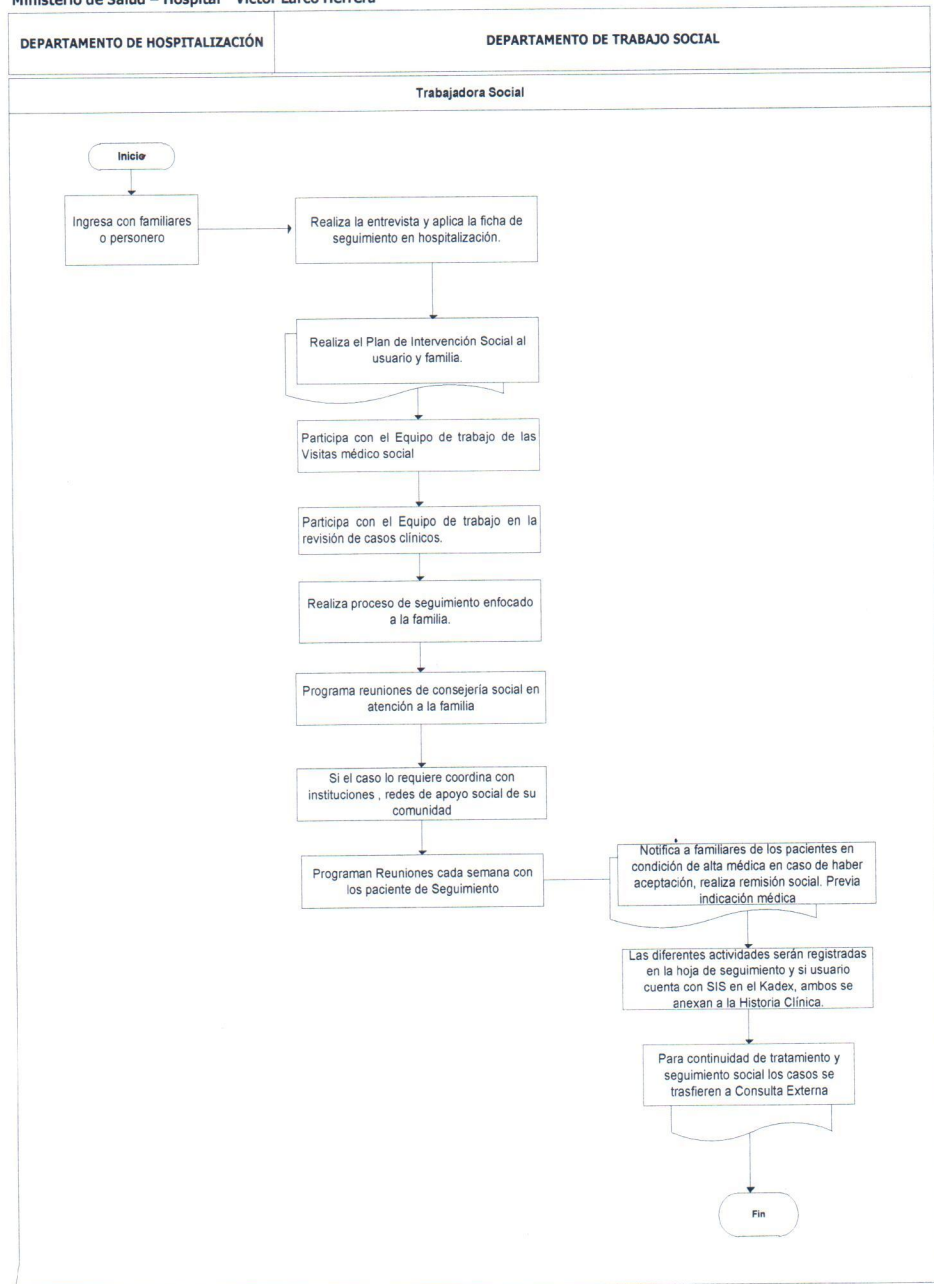 Ministerio de Salud – Hospital "Víctor Larco Herrera"
DEPARTAMENTO DE HOSPITALIZACIÓN
DEPARTAMENTO DE TRABAJO SOCIAL
Trabajadora Social
Inicio
Ingresa con familiares
o personero
Realiza la entrevista y aplica la ficha de
seguimiento en hospitalización.
Realiza el Plan de Intervención Social al
usuario y familia.
Participa con el Equipo de trabajo de las
Visitas médico social
Participa con el Equipo de trabajo en la
revisión de casos clínicos.
Realiza proceso de seguimiento enfocado
a la familia.
Programa reuniones de consejería social en
atención a la familia
Si el caso lo requiere coordina con
instituciones , redes de apoyo social de su
comunidad
Programan Reuniones cada semana con
los paciente de Seguimiento
Notifica a familiares de los pacientes en
condición de alta médica en caso de haber
aceptación, realiza remisión social. Previa
indicación médica
Las diferentes actividades serán registradas
en la hoja de seguimiento y si usuario
cuenta con SIS en el Kadex, ambos se
anexan a la Historia Clínica.
Para continuidad de tratamiento y
seguimiento social los casos se
trasfieren a Consulta Externa
Fin